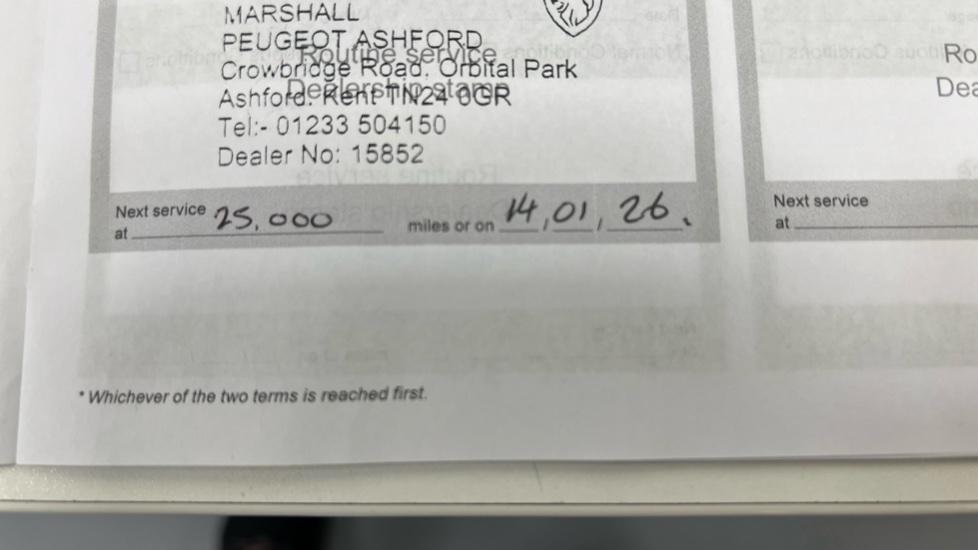 MARSHALL
PEUGEOT ASHFORD
Routine service
Crowbridge Road. Orbital Park
Dealership stamp
Ashford. Kent TN24 0GR
Tel:- 01233 504150
Dealer No: 15852
Next service at 25,000 miles or on 14,01,26.
* Whichever of the two terms is reached first.
Ro
Dea
Next service
at